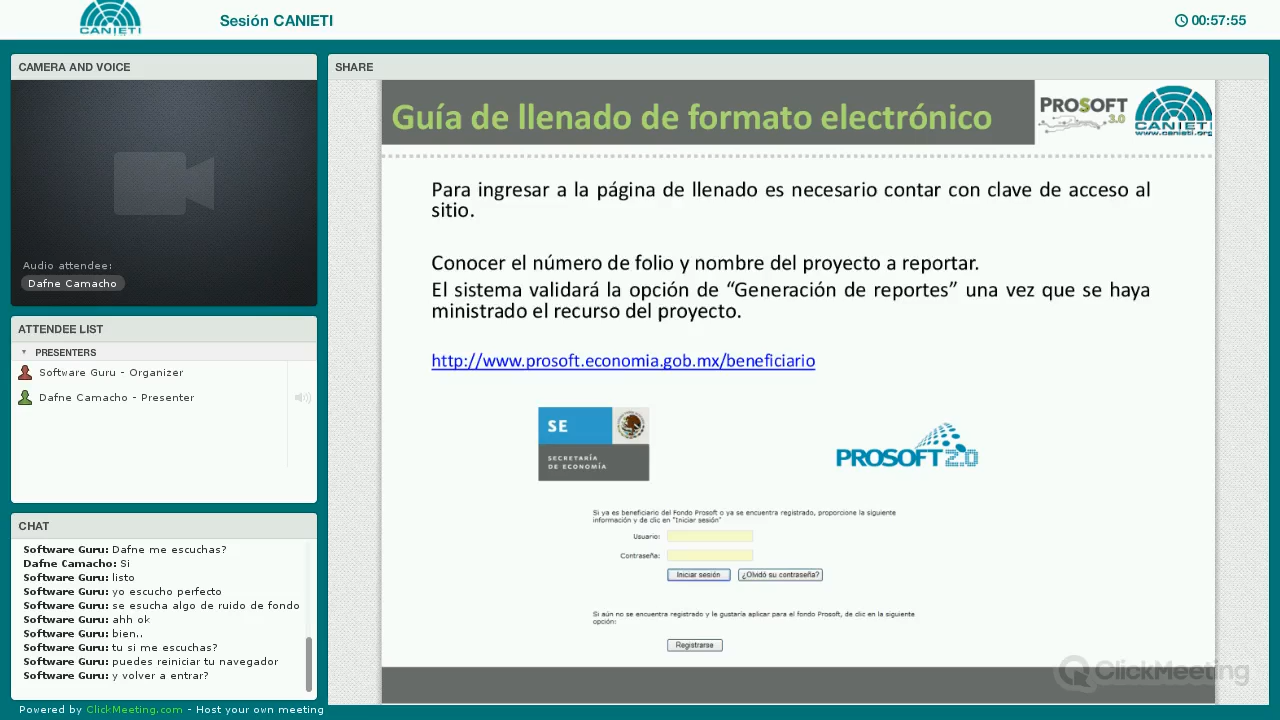 CANIETI
Sesión CANIETI
00:57:55
CAMERA AND VOICE
Audio attendee:
Dafne Camacho
ATTENDEE LIST
PRESENTERS
Software Guru - Organizer
Dafne Camacho - Presenter
CHAT
Software Guru: Dafne me escuchas?
Dafne Camacho: Si
Software Guru: listo
Software Guru: yo escucho perfecto
Software Guru: se esucha algo de ruido de fondo
Software Guru: ahh ok
Software Guru: bien..
Software Guru: tu si me escuchas?
Software Guru: puedes reiniciar tu navegador
Software Guru: y volver a entrar?
Powered by ClickMeeting.com - Host your own meeting
SHARE
Guía de llenado de formato electrónico
PROSOFT
3.0
CANIETI
www.canieti.org
Para ingresar a la página de llenado es necesario contar con clave de acceso al
sitio.
Conocer el número de folio y nombre del proyecto a reportar.
El sistema validará la opción de “Generación de reportes” una vez que se haya
ministrado el recurso del proyecto.
http://www.prosoft.economia.gob.mx/beneficiario
SE
SECRETARÍA
DE ECONOMÍA
PROSOFT 2.0
Si ya es beneficiario del Fondo Prosoft o ya se encuentra registrado, proporcione la siguiente
información y de clic en "Iniciar sesión"
Usuario:
Contraseña:
Iniciar sesión
¿Olvidó su contraseña?
Si aún no se encuentra registrado y le gustaría aplicar para el fondo Prosoft, de clic en la siguiente
opción:
Registrarse
ClickMeeting